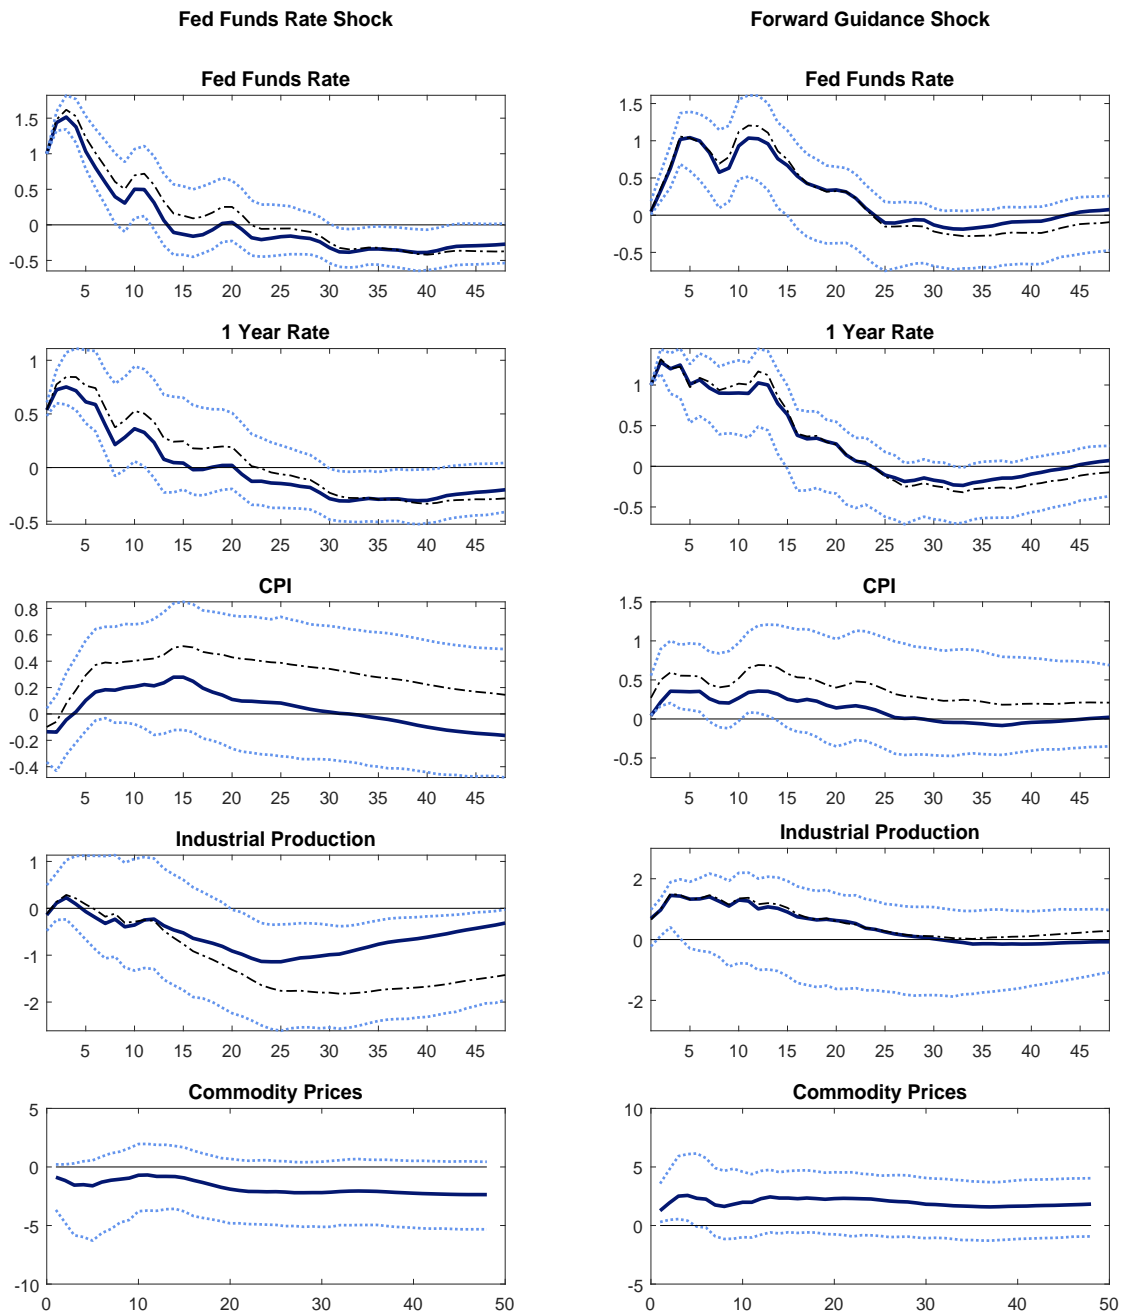 Fed Funds Rate Shock
Forward Guidance Shock
Fed Funds Rate
1.5
1
0.5
0
-0.5
5 10 15 20 25 30 35 40 45
Fed Funds Rate
1.5
1
0.5
0
-0.5
5 10 15 20 25 30 35 40 45
1 Year Rate
1
0.5
0
-0.5
5 10 15 20 25 30 35 40 45
1 Year Rate
1
0.5
0
-0.5
5 10 15 20 25 30 35 40 45
CPI
0.8
0.6
0.4
0.2
0
-0.2
-0.4
5 10 15 20 25 30 35 40 45
CPI
1.5
1
0.5
0
-0.5
5 10 15 20 25 30 35 40 45
Industrial Production
1
0
-1
-2
5 10 15 20 25 30 35 40 45
Industrial Production
2
0
-2
5 10 15 20 25 30 35 40 45
Commodity Prices
5
0
-5
-10
0 10 20 30 40 50
Commodity Prices
10
5
0
-5
0 10 20 30 40 50